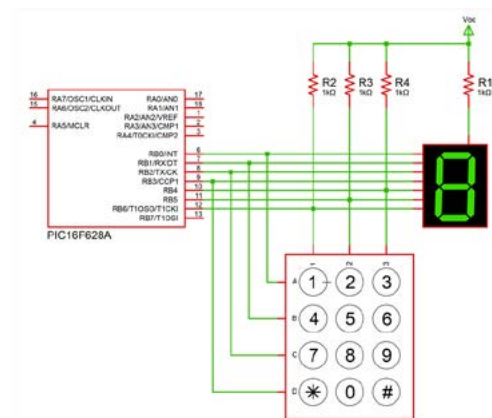 Vcc
R2
1kΩ
R3
1kΩ
R4
1kΩ
R1
1kΩ
16 RA7/OSC1/CLKIN RA0/AN0 17
15 RA6/OSC2/CLKOUT RA1/AN1 18
RA2/AN2/VREF 1
4 RA5/MCLR RA3/AN3/CMP1 2
RA4/T0CKI/CMP2 3
RB0/INT 6
RB1/RX/DT 7
RB2/TX/CK 8
RB3/CCP1 9
RB4 10
RB5 11
RB6/T1OSO/T1CKI 12
RB7/T1OSI 13
PIC16F628A
1 2 3
A 1 2 3
B 4 5 6
C 7 8 9
D * 0 #